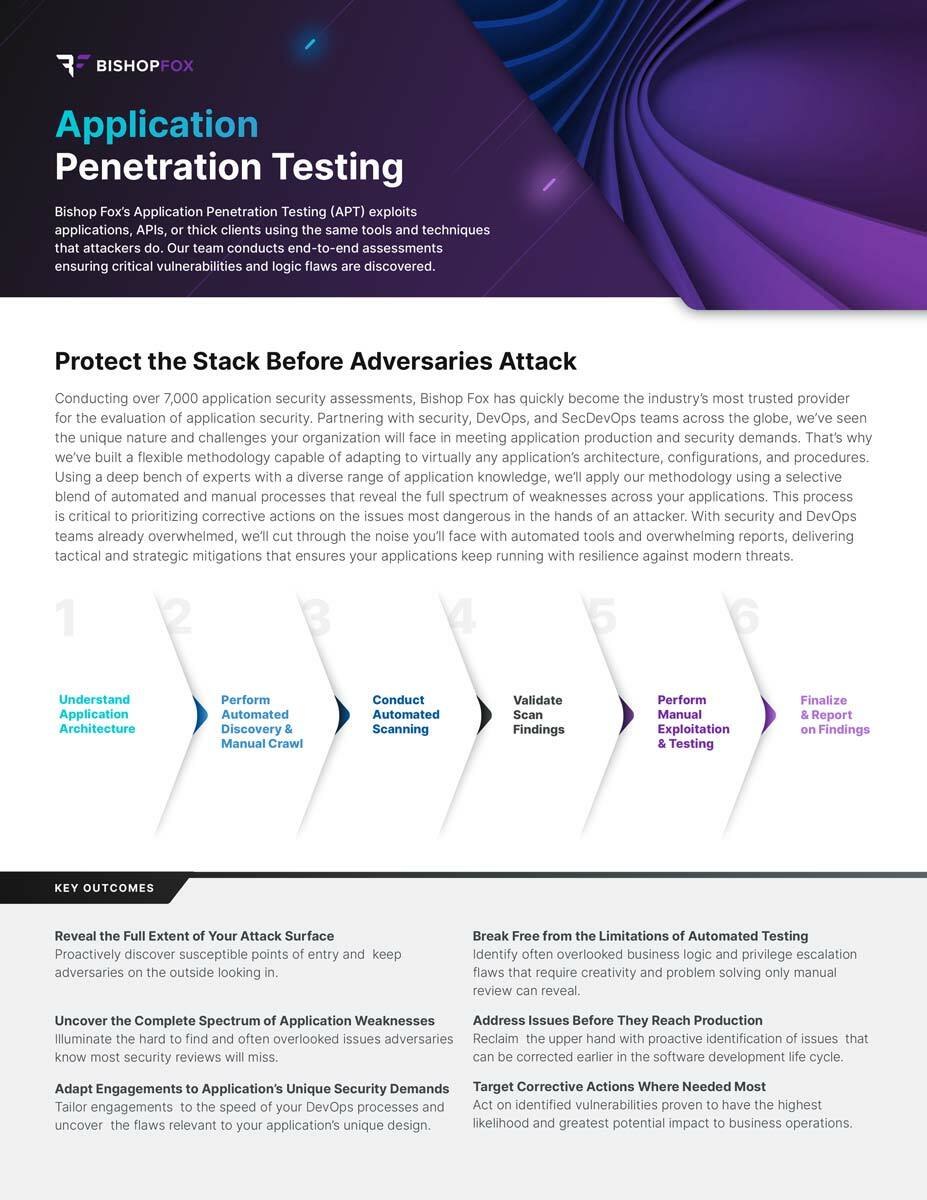 BISHOPFOX
Application
Penetration Testing
Bishop Fox’s Application Penetration Testing (APT) exploits
applications, APIs, or thick clients using the same tools and techniques
that attackers do. Our team conducts end-to-end assessments
ensuring critical vulnerabilities and logic flaws are discovered.
Protect the Stack Before Adversaries Attack
Conducting over 7,000 application security assessments, Bishop Fox has quickly become the industry’s most trusted provider
for the evaluation of application security. Partnering with security, DevOps, and SecDevOps teams across the globe, we’ve seen
the unique nature and challenges your organization will face in meeting application production and security demands. That’s why
we’ve built a flexible methodology capable of adapting to virtually any application’s architecture, configurations, and procedures.
Using a deep bench of experts with a diverse range of application knowledge, we’ll apply our methodology using a selective
blend of automated and manual processes that reveal the full spectrum of weaknesses across your applications. This process
is critical to prioritizing corrective actions on the issues most dangerous in the hands of an attacker. With security and DevOps
teams already overwhelmed, we’ll cut through the noise you’ll face with automated tools and overwhelming reports, delivering
tactical and strategic mitigations that ensures your applications keep running with resilience against modern threats.
1
Understand
Application
Architecture
2
Perform
Automated
Discovery &
Manual Crawl
3
Conduct
Automated
Scanning
4
Validate
Scan
Findings
5
Perform
Manual
Exploitation
& Testing
6
Finalize
& Report
on Findings
KEY OUTCOMES
Reveal the Full Extent of Your Attack Surface
Proactively discover susceptible points of entry and keep
adversaries on the outside looking in.
Uncover the Complete Spectrum of Application Weaknesses
Illuminate the hard to find and often overlooked issues adversaries
know most security reviews will miss.
Adapt Engagements to Application’s Unique Security Demands
Tailor engagements to the speed of your DevOps processes and
uncover the flaws relevant to your application’s unique design.
Break Free from the Limitations of Automated Testing
Identify often overlooked business logic and privilege escalation
flaws that require creativity and problem solving only manual
review can reveal.
Address Issues Before They Reach Production
Reclaim the upper hand with proactive identification of issues that
can be corrected earlier in the software development life cycle.
Target Corrective Actions Where Needed Most
Act on identified vulnerabilities proven to have the highest
likelihood and greatest potential impact to business operations.